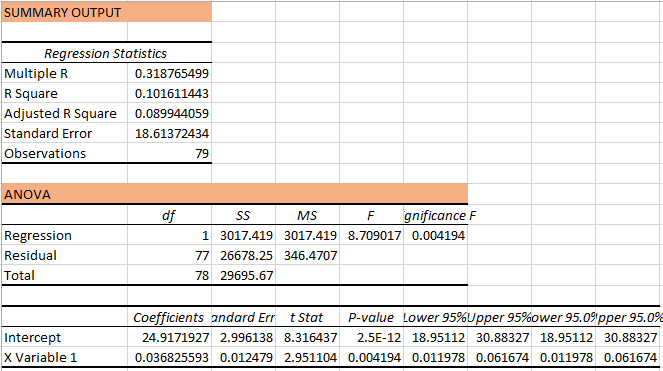 SUMMARY OUTPUT
Regression Statistics
Multiple R 0.318765499
R Square 0.101611443
Adjusted R Square 0.089944059
Standard Error 18.61372434
Observations 79
ANOVA
df SS MS F gnificance F
Regression 1 3017.419 3017.419 8.709017 0.004194
Residual 77 26678.25 346.4707
Total 78 29695.67
Coefficients andard Err t Stat P-value Lower 95% Upper 95% ower 95.0% pper 95.0%
Intercept 24.9171927 2.996138 8.316437 2.5E-12 18.95112 30.88327 18.95112 30.88327
X Variable 1 0.036825593 0.012479 2.951104 0.004194 0.011978 0.061674 0.011978 0.061674